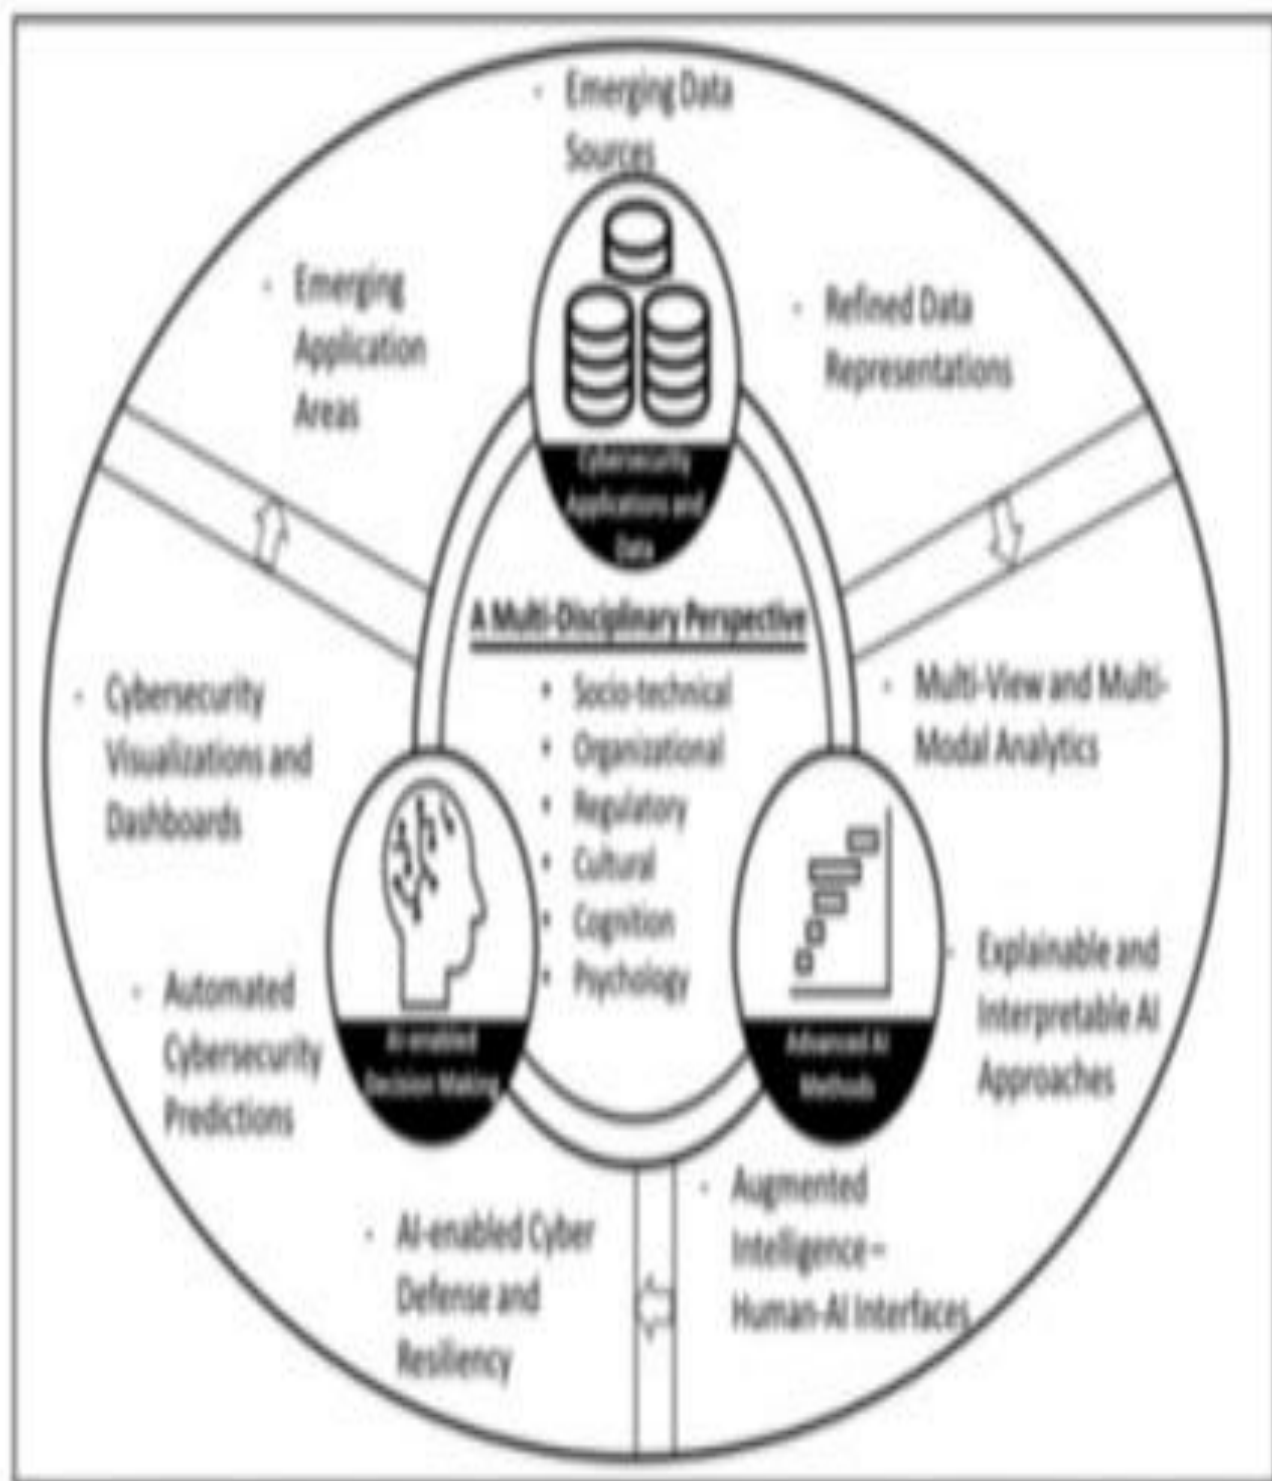 - Emerging Data
Sources
- Emerging
Application
Areas
- Refined Data
Representations
Cybersecurity
Applications and
Data
A Multi-Disciplinary Perspective
• Socio-technical
• Organizational
• Regulatory
• Cultural
• Cognition
• Psychology
- Cybersecurity
Visualizations and
Dashboards
- Multi-View and Multi-
Modal Analytics
- Automated
Cybersecurity
Predictions
- Explainable and
Interpretable AI
Approaches
AI-enabled
Decision Making
Advanced AI
Methods
- AI-enabled Cyber
Defense and
Resiliency
- Augmented
Intelligence –
Human-AI Interfaces